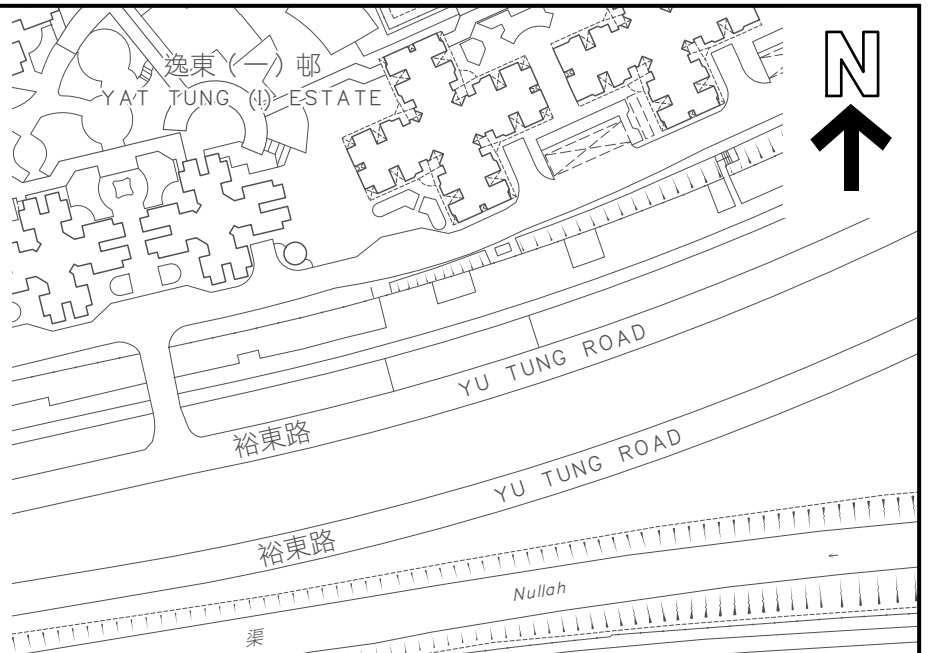 逸東(一)邨
YAT TUNG (I) ESTATE
N
YU TUNG ROAD
裕東路
YU TUNG ROAD
裕東路
Nullah
渠